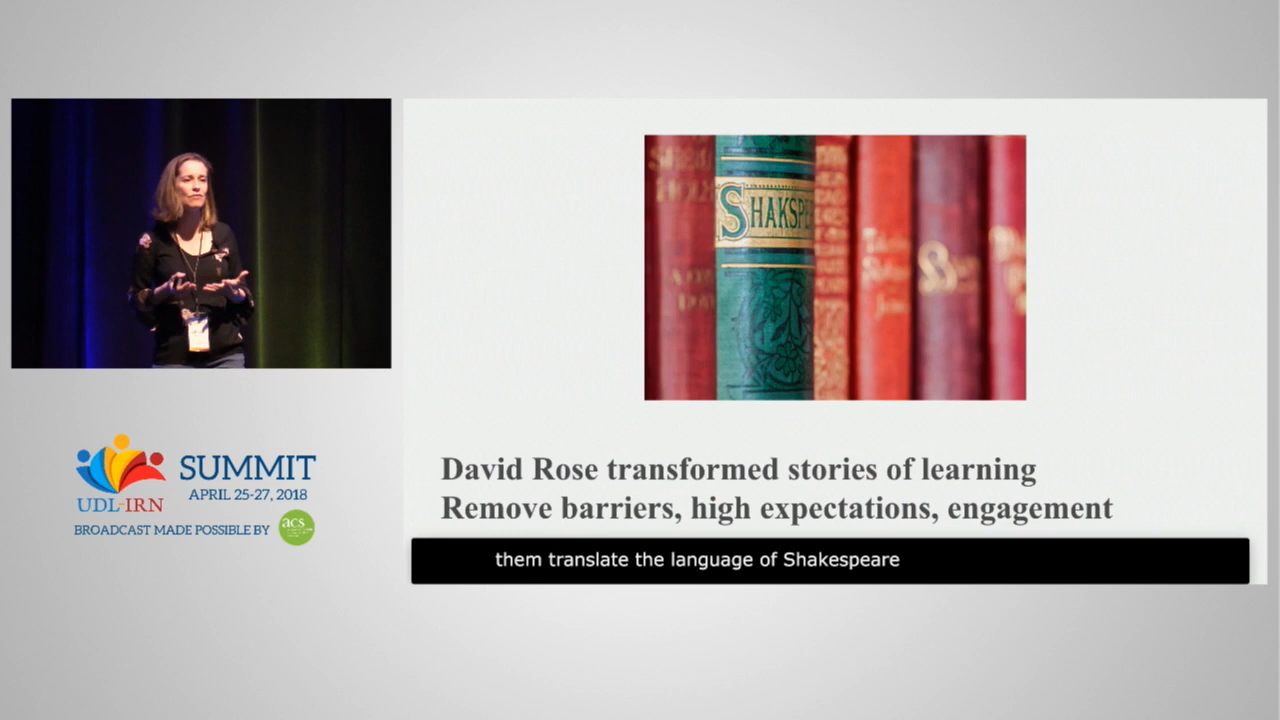 SHAKSPE
David Rose transformed stories of learning
Remove barriers, high expectations, engagement
them translate the language of Shakespeare
UDL-IRN
SUMMIT
APRIL 25-27, 2018
BROADCAST MADE POSSIBLE BY
acs